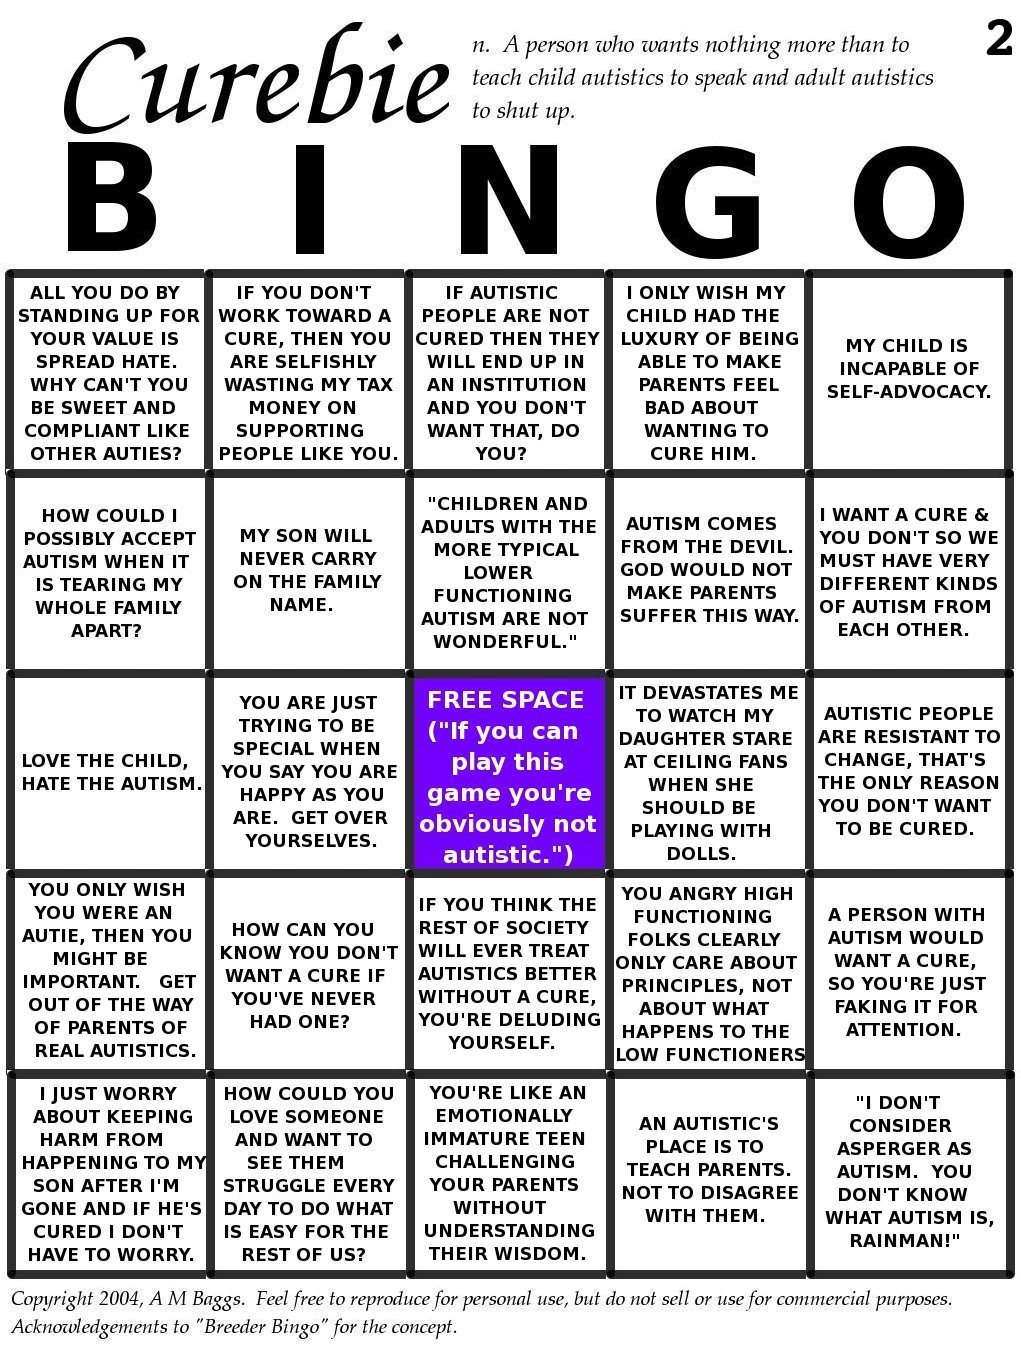 Curebie
n. A person who wants nothing more than to
teach child autistics to speak and adult autistics
to shut up.
2
B I N G O
ALL YOU DO BY
STANDING UP FOR
YOUR VALUE IS
SPREAD HATE.
WHY CAN'T YOU
BE SWEET AND
COMPLIANT LIKE
OTHER AUTIES?
IF YOU DON'T
WORK TOWARD A
CURE, THEN YOU
ARE SELFISHLY
WASTING MY TAX
MONEY ON
SUPPORTING
PEOPLE LIKE YOU.
IF AUTISTIC
PEOPLE ARE NOT
CURED THEN THEY
WILL END UP IN
AN INSTITUTION
AND YOU DON'T
WANT THAT, DO
YOU?
I ONLY WISH MY
CHILD HAD THE
LUXURY OF BEING
ABLE TO MAKE
PARENTS FEEL
BAD ABOUT
WANTING TO
CURE HIM.
MY CHILD IS
INCAPABLE OF
SELF-ADVOCACY.
HOW COULD I
POSSIBLY ACCEPT
AUTISM WHEN IT
IS TEARING MY
WHOLE FAMILY
APART?
MY SON WILL
NEVER CARRY
ON THE FAMILY
NAME.
"CHILDREN AND
ADULTS WITH THE
MORE TYPICAL
LOWER
FUNCTIONING
AUTISM ARE NOT
WONDERFUL."
AUTISM COMES
FROM THE DEVIL.
GOD WOULD NOT
MAKE PARENTS
SUFFER THIS WAY.
I WANT A CURE &
YOU DON'T SO WE
MUST HAVE VERY
DIFFERENT KINDS
OF AUTISM FROM
EACH OTHER.
LOVE THE CHILD,
HATE THE AUTISM.
YOU ARE JUST
TRYING TO BE
SPECIAL WHEN
YOU SAY YOU ARE
HAPPY AS YOU
ARE. GET OVER
YOURSELVES.
FREE SPACE
("If you can
play this
game you're
obviously not
autistic.")
IT DEVASTATES ME
TO WATCH MY
DAUGHTER STARE
AT CEILING FANS
WHEN SHE
SHOULD BE
PLAYING WITH
DOLLS.
AUTISTIC PEOPLE
ARE RESISTANT TO
CHANGE, THAT'S
THE ONLY REASON
YOU DON'T WANT
TO BE CURED.
YOU ONLY WISH
YOU WERE AN
AUTIE, THEN YOU
MIGHT BE
IMPORTANT. GET
OUT OF THE WAY
OF PARENTS OF
REAL AUTISTICS.
HOW CAN YOU
KNOW YOU DON'T
WANT A CURE IF
YOU'VE NEVER
HAD ONE?
IF YOU THINK THE
REST OF SOCIETY
WILL EVER TREAT
AUTISTICS BETTER
WITHOUT A CURE,
YOU'RE DELUDING
YOURSELF.
YOU ANGRY HIGH
FUNCTIONING
FOLKS CLEARLY
ONLY CARE ABOUT
PRINCIPLES, NOT
ABOUT WHAT
HAPPENS TO THE
LOW FUNCTIONERS
A PERSON WITH
AUTISM WOULD
WANT A CURE,
SO YOU'RE JUST
FAKING IT FOR
ATTENTION.
I JUST WORRY
ABOUT KEEPING
HARM FROM
HAPPENING TO MY
SON AFTER I'M
GONE AND IF HE'S
CURED I DON'T
HAVE TO WORRY.
HOW COULD YOU
LOVE SOMEONE
AND WANT TO
SEE THEM
STRUGGLE EVERY
DAY TO DO WHAT
IS EASY FOR THE
REST OF US?
YOU'RE LIKE AN
EMOTIONALLY
IMMATURE TEEN
CHALLENGING
YOUR PARENTS
WITHOUT
UNDERSTANDING
THEIR WISDOM.
AN AUTISTIC'S
PLACE IS TO
TEACH PARENTS.
NOT TO DISAGREE
WITH THEM.
"I DON'T
CONSIDER
ASPERGER AS
AUTISM. YOU
DON'T KNOW
WHAT AUTISM IS,
RAINMAN!"
Copyright 2004, A M Baggs. Feel free to reproduce for personal use, but do not sell or use for commercial purposes.
Acknowledgements to "Breeder Bingo" for the concept.